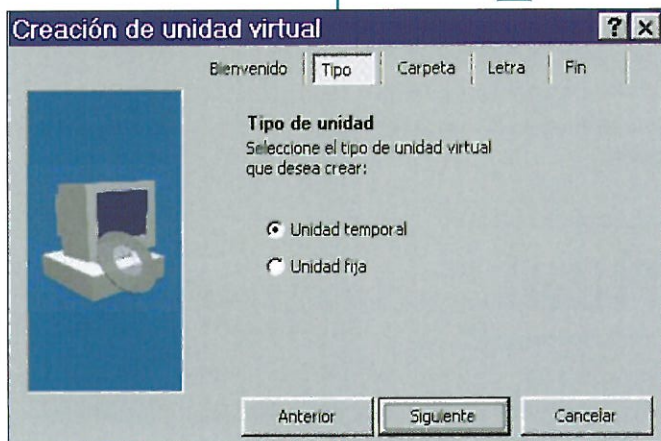 Creación de unidad virtual
Bienvenido Tipo Carpeta Letra Fin
Tipo de unidad
Seleccione el tipo de unidad virtual
que desea crear:
Unidad temporal
Unidad fija
Anterior Siguiente Cancelar